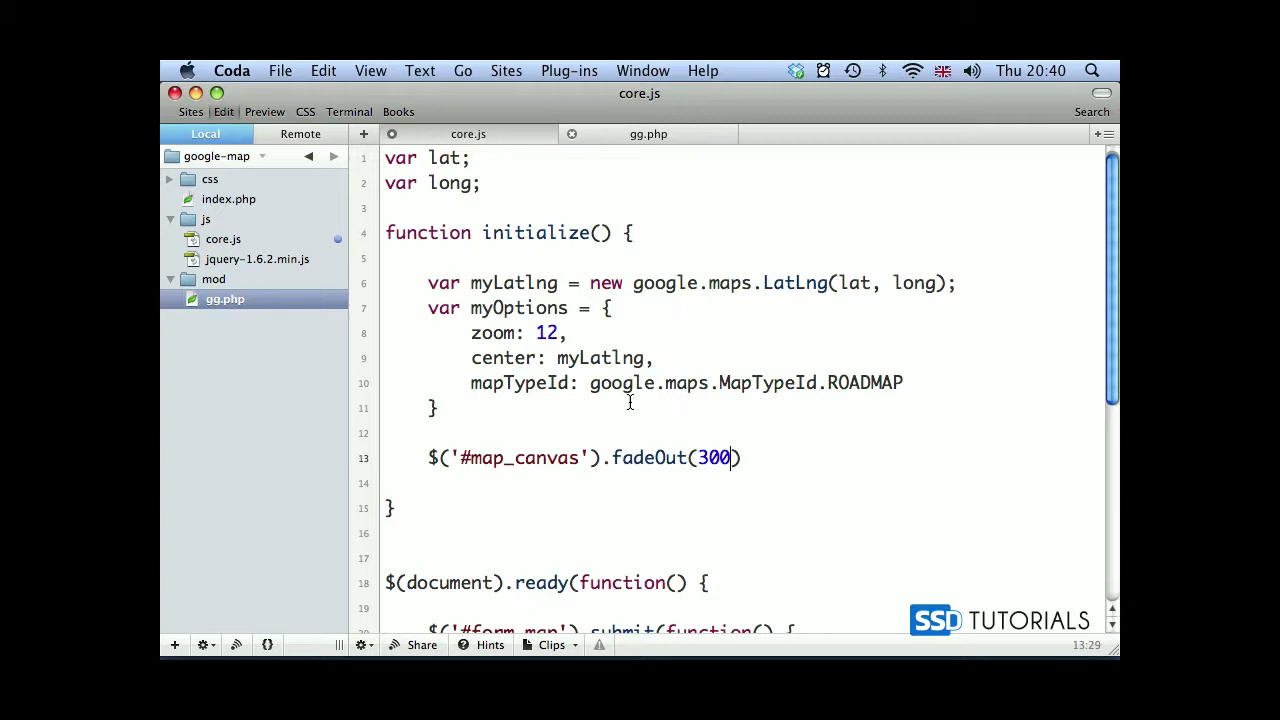 Coda File Edit View Text Go Sites Plug-ins Window Help Thu 20:40
core.js
Sites Edit Preview CSS Terminal Books Search
Local Remote + core.js gg.php
google-map
css
index.php
js
core.js
jquery-1.6.2.min.js
mod
gg.php
1 var lat;
2 var long;
3
4 function initialize() {
5
6 var myLatlng = new google.maps.LatLng(lat, long);
7 var myOptions = {
8 zoom: 12,
9 center: myLatlng,
10 mapTypeId: google.maps.MapTypeId.ROADMAP
11 }
12
13 $('#map_canvas').fadeOut(300)
14
15 }
16
17
18 $(document).ready(function() {
19
$('#form_map').submit(function() {
SSD TUTORIALS
Share Hints Clips 13:29